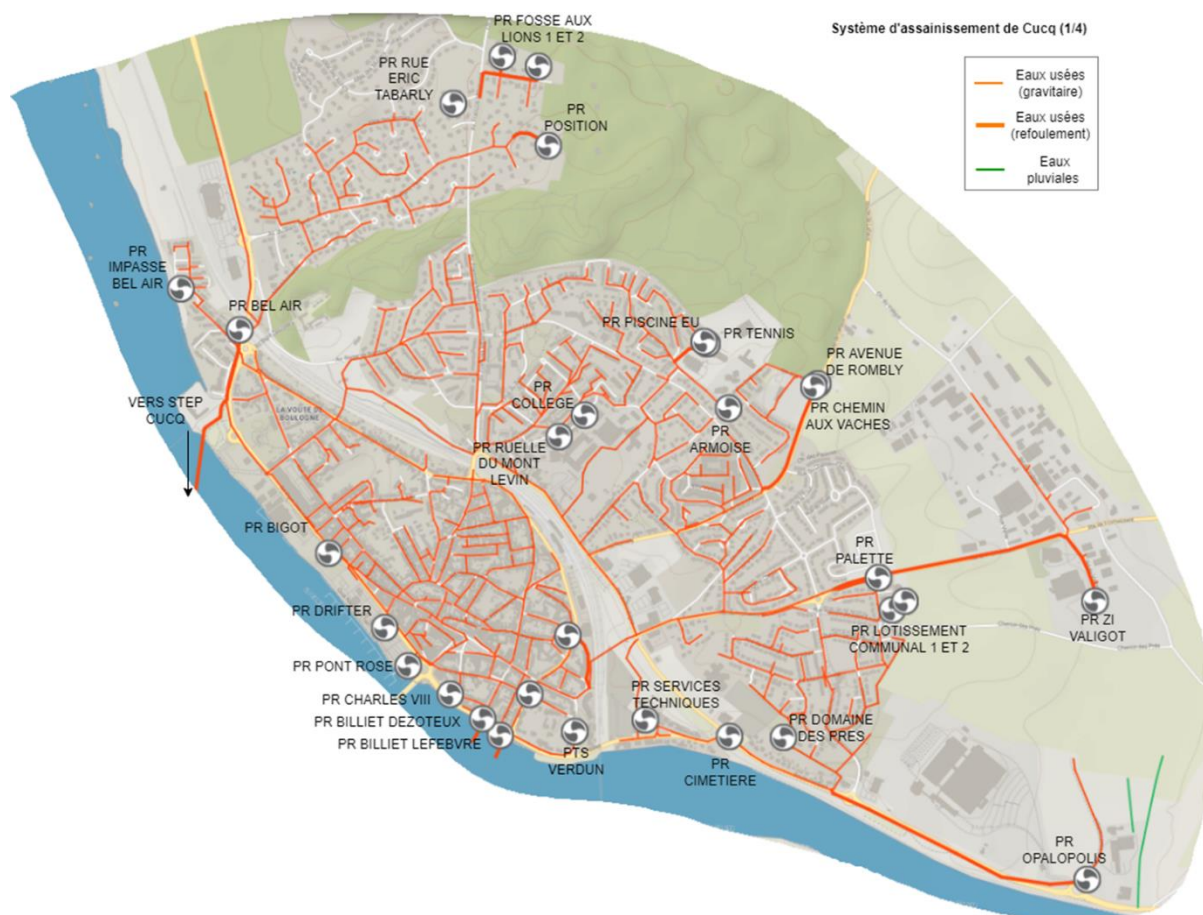 Système d'assainissement de Cucq (1/4)
Eaux usées
(gravitaire)
Eaux usées
(refoulement)
Eaux
pluviales
PR FOSSE AUX
LIONS 1 ET 2
PR RUE
ERIC
TABARLY
PR
POSITION
PR
IMPASSE
BEL AIR
PR BEL AIR
PR PISCINE EU
PR TENNIS
PR AVENUE
DE ROMBLY
PR CHEMIN
AUX VACHES
PR
COLLEGE
PR
ARMOISE
PR RUELLE
DU MONT
LEVIN
VERS STEP
CUCQ
PR BIGOT
PR
PALETTE
PR DRIFTER
PR LOTISSEMENT
COMMUNAL 1 ET 2
PR ZI
VALIGOT
PR PONT ROSE
PR CHARLES VIII
PR BILLIET DEZOTEUX
PR BILLIET LEFEBVRE
PR SERVICES
TECHNIQUES
PTS
VERDUN
PR
CIMETIERE
PR DOMAINE
DES PRES
PR
OPALOPOLIS